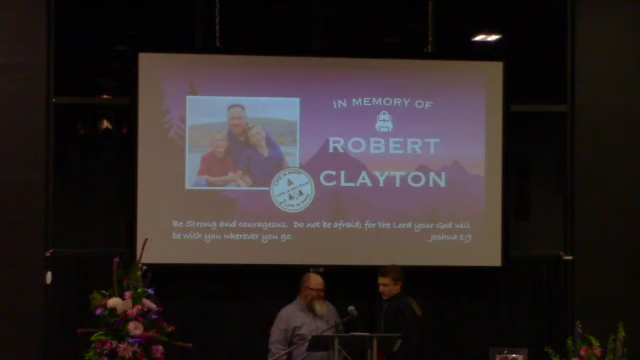 IN MEMORY OF
ROBERT
CLAYTON
Be Strong and courageous. Do not be afraid; for the Lord your God will
be with you wherever you go.
Joshua 1:9